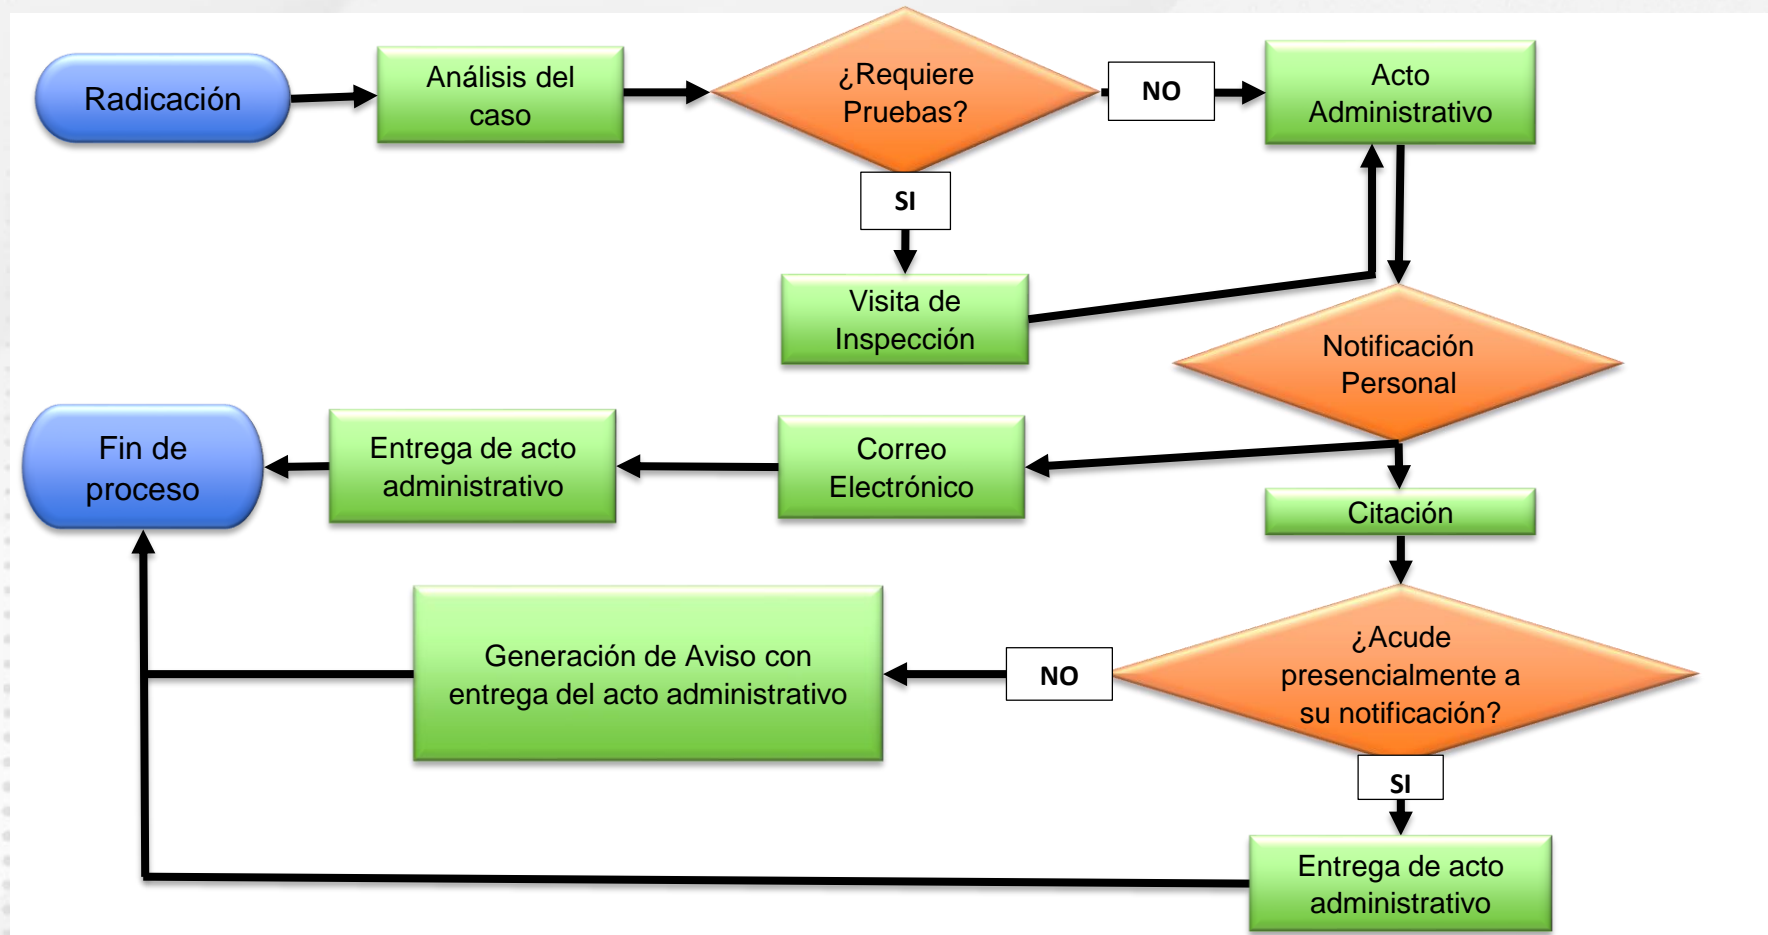 Radicación
Análisis del
caso
¿Requiere
Pruebas?
NO
Acto
Administrativo
SI
Visita de
Inspección
Notificación
Personal
Fin de
proceso
Entrega de acto
administrativo
Correo
Electrónico
Citación
Generación de Aviso con
entrega del acto administrativo
NO
¿Acude
presencialmente a
su notificación?
SI
Entrega de acto
administrativo